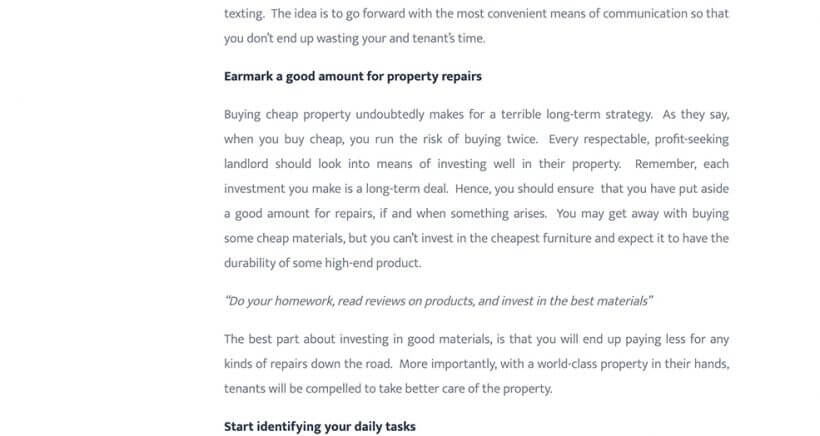 texting.  The idea is to go forward with the most convenient means of communication so that
you don’t end up wasting your and tenant’s time.
Earmark a good amount for property repairs
Buying cheap property undoubtedly makes for a terrible long-term strategy.  As they say,
when you buy cheap, you run the risk of buying twice.  Every respectable, profit-seeking
landlord should look into means of investing well in their property.  Remember, each
investment you make is a long-term deal.  Hence, you should ensure  that you have put aside
a good amount for repairs, if and when something arises.  You may get away with buying
some cheap materials, but you can’t invest in the cheapest furniture and expect it to have the
durability of some high-end product.
“Do your homework, read reviews on products, and invest in the best materials”
The best part about investing in good materials, is that you will end up paying less for any
kinds of repairs down the road.  More importantly, with a world-class property in their hands,
tenants will be compelled to take better care of the property.
Start identifying your daily tasks